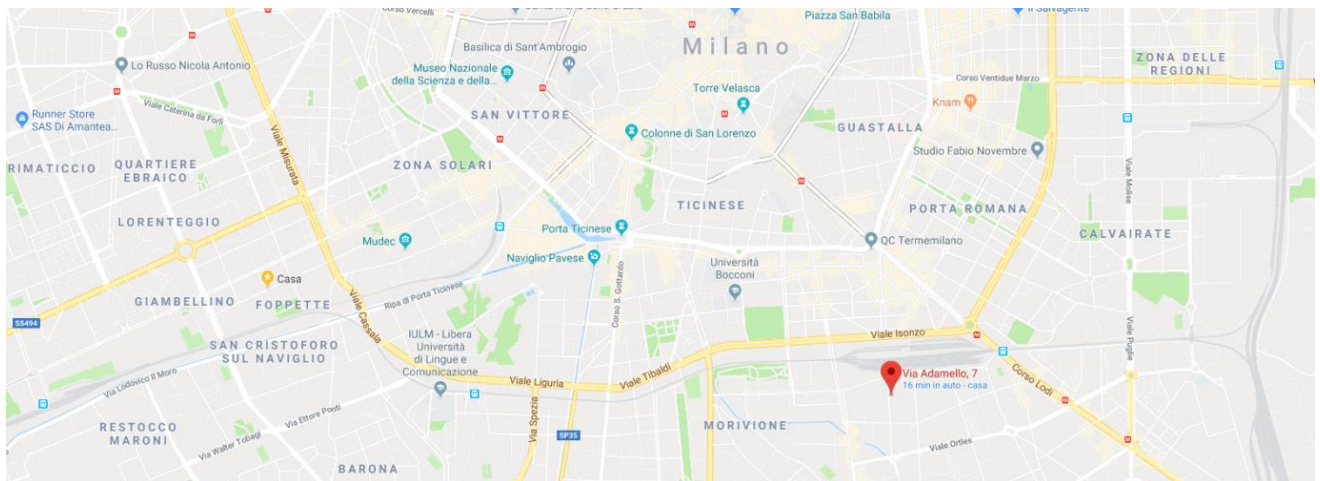 Corso Vercelli
Piazza San Babila
Il Salvagente
Basilica di Sant'Ambrogio
Milano
ZONA DELLE
REGIONI
Lo Russo Nicola Antonio
Museo Nazionale
della Scienza e della...
Corso Ventidue Marzo
Torre Velasca
Knam
Viale Caterina da Forlì
Runner Store
SAS Di Amantea...
SAN VITTORE
Colonne di San Lorenzo
GUASTALLA
Viale Misurata
Studio Fabio Novembre
RIMATICCIO
QUARTIERE
EBRAICO
ZONA SOLARI
Viale Molise
TICINESE
PORTA ROMANA
LORENTEGGIO
Porta Ticinese
CALVAIRATE
Mudec
QC Termemilano
Naviglio Pavese
Università
Bocconi
Casa
Ripa di Porta Ticinese
GIAMBELLINO
FOPPETTE
Corso S. Gottardo
Viale Cassala
SS494
IULM - Libera
Università
di Lingue e
Comunicazione
Viale Isonzo
Viale Puglie
SAN CRISTOFORO
SUL NAVIGLIO
Via Adamello, 7
16 min in auto - casa
Corso Lodi
Via Lodovico Il Moro
Viale Liguria
Viale Tibaldi
Via Ettore Ponti
RESTOCCO
MARONI
Via Spezia
MORIVIONE
SP35
Via Walter Tobagi
Viale Ortles
BARONA